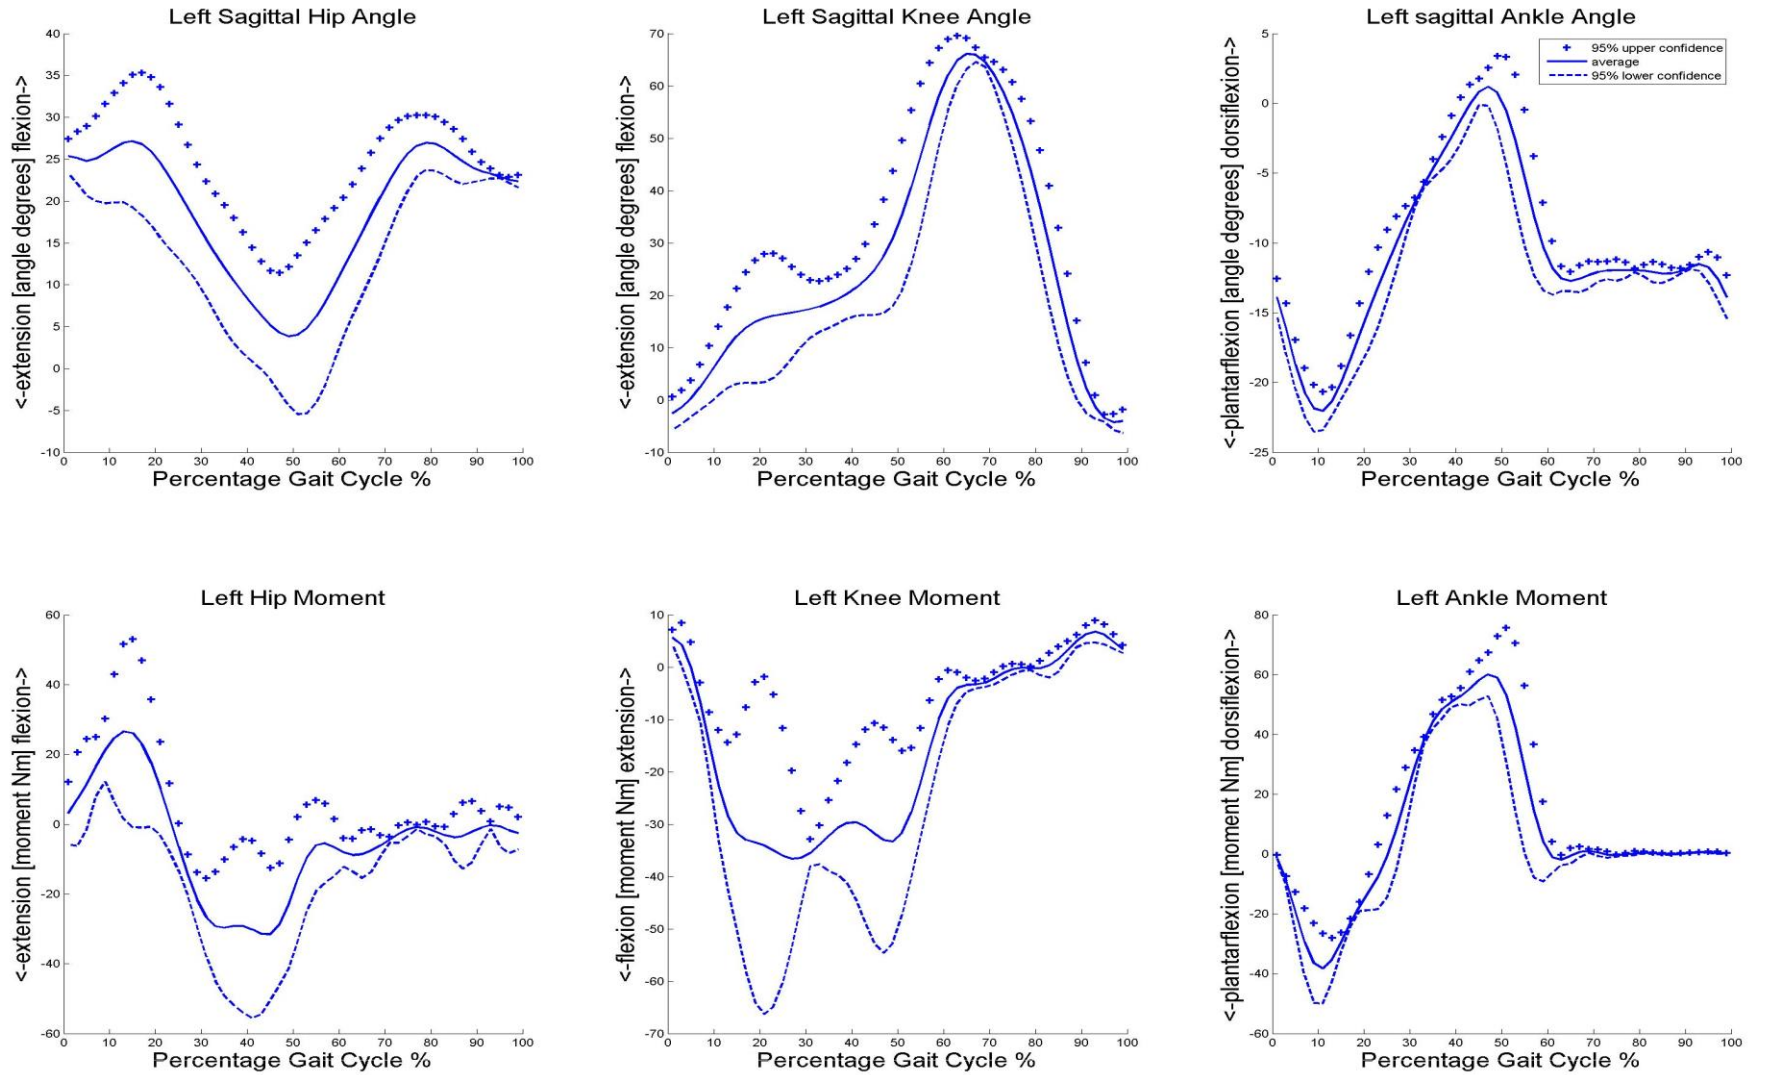 Left Sagittal Hip Angle
40
35
30
25
20
15
10
5
0
-5
-10
<-extension [angle degrees] flexion->
0 10 20 30 40 50 60 70 80 90 100
Percentage Gait Cycle %
Left Sagittal Knee Angle
70
60
50
40
30
20
10
0
-10
<-extension [angle degrees] flexion->
0 10 20 30 40 50 60 70 80 90 100
Percentage Gait Cycle %
Left sagittal Ankle Angle
5
0
-5
-10
-15
-20
-25
<-plantarflexion [angle degrees] dorsiflexion->
95% upper confidence
average
95% lower confidence
0 10 20 30 40 50 60 70 80 90 100
Percentage Gait Cycle %
Left Hip Moment
60
40
20
0
-20
-40
-60
<-extension [moment Nm] flexion->
0 10 20 30 40 50 60 70 80 90 100
Percentage Gait Cycle %
Left Knee Moment
10
0
-10
-20
-30
-40
-50
-60
-70
<-flexion [moment Nm] extension->
0 10 20 30 40 50 60 70 80 90 100
Percentage Gait Cycle %
Left Ankle Moment
80
60
40
20
0
-20
-40
-60
<-plantarflexion [moment Nm] dorsiflexion->
0 10 20 30 40 50 60 70 80 90 100
Percentage Gait Cycle %